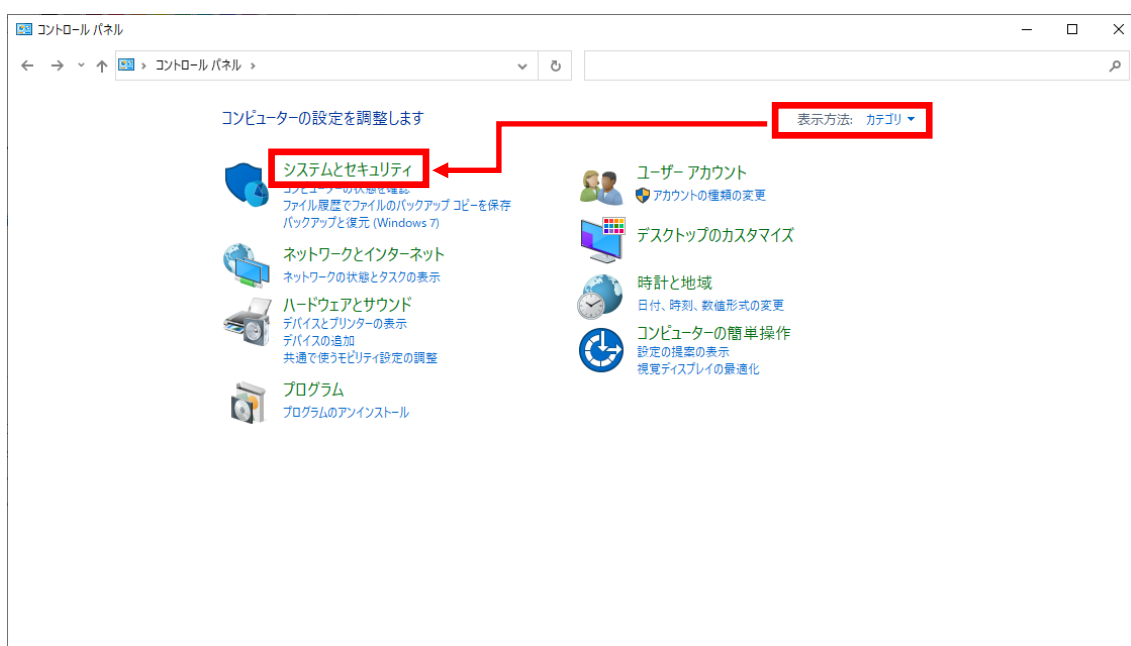 コントロール パネル
コントロール パネル
コンピューターの設定を調整します
表示方法: カテゴリ
システムとセキュリティ
コンピューターの状態を確認
ファイル履歴でファイルのバックアップ コピーを保存
バックアップと復元 (Windows 7)
ネットワークとインターネット
ネットワークの状態とタスクの表示
ハードウェアとサウンド
デバイスとプリンターの表示
デバイスの追加
共通で使うモビリティ設定の調整
プログラム
プログラムのアンインストール
ユーザー アカウント
アカウントの種類の変更
デスクトップのカスタマイズ
時計と地域
日付、時刻、数値形式の変更
コンピューターの簡単操作
設定の提案の表示
視覚ディスプレイの最適化